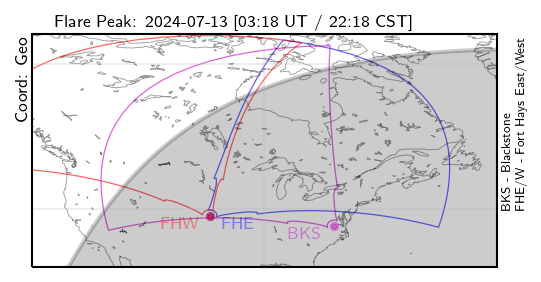 Flare Peak: 2024-07-13 [03:18 UT / 22:18 CST]
Coord: Geo
FHW
FHE
BKS
BKS - Blackstone
FHE/W - Fort Hays East/West